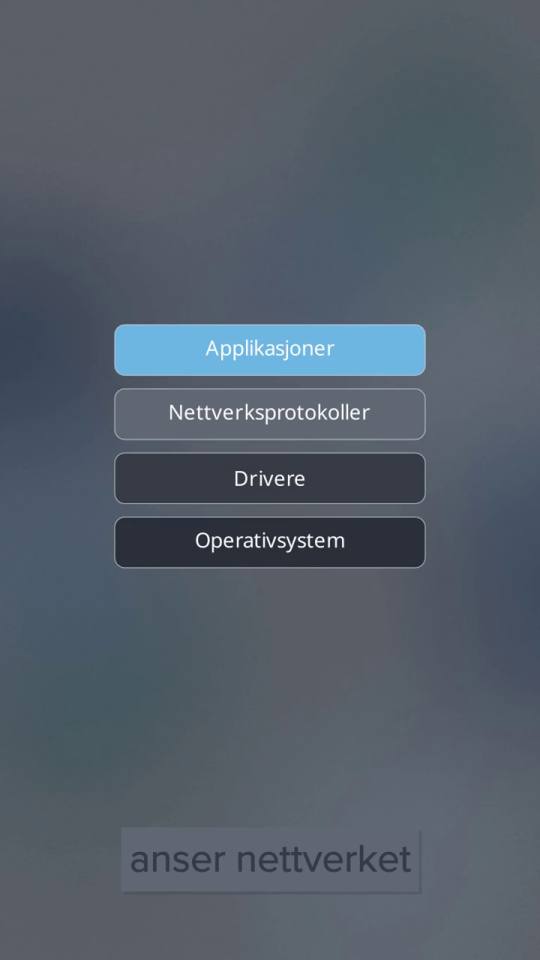 Applikasjoner
Nettverksprotokoller
Drivere
Operativsystem
anser nettverket